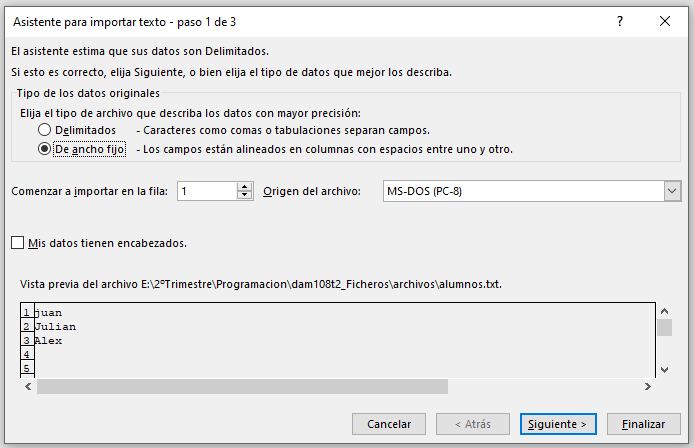 Asistente para importar texto - paso 1 de 3
El asistente estima que sus datos son Delimitados.
Si esto es correcto, elija Siguiente, o bien elija el tipo de datos que mejor los describa.
Tipo de los datos originales
Elija el tipo de archivo que describa los datos con mayor precisión:
Delimitados - Caracteres como comas o tabulaciones separan campos.
De ancho fijo - Los campos están alineados en columnas con espacios entre uno y otro.
Comenzar a importar en la fila: 1 Origen del archivo: MS-DOS (PC-8)
Mis datos tienen encabezados.
Vista previa del archivo E:\2ºTrimestre\Programacion\dam108t2_Ficheros\archivos\alumnos.txt.
1 juan
2 Julian
3 Alex
4
5
Cancelar < Atrás Siguiente > Finalizar